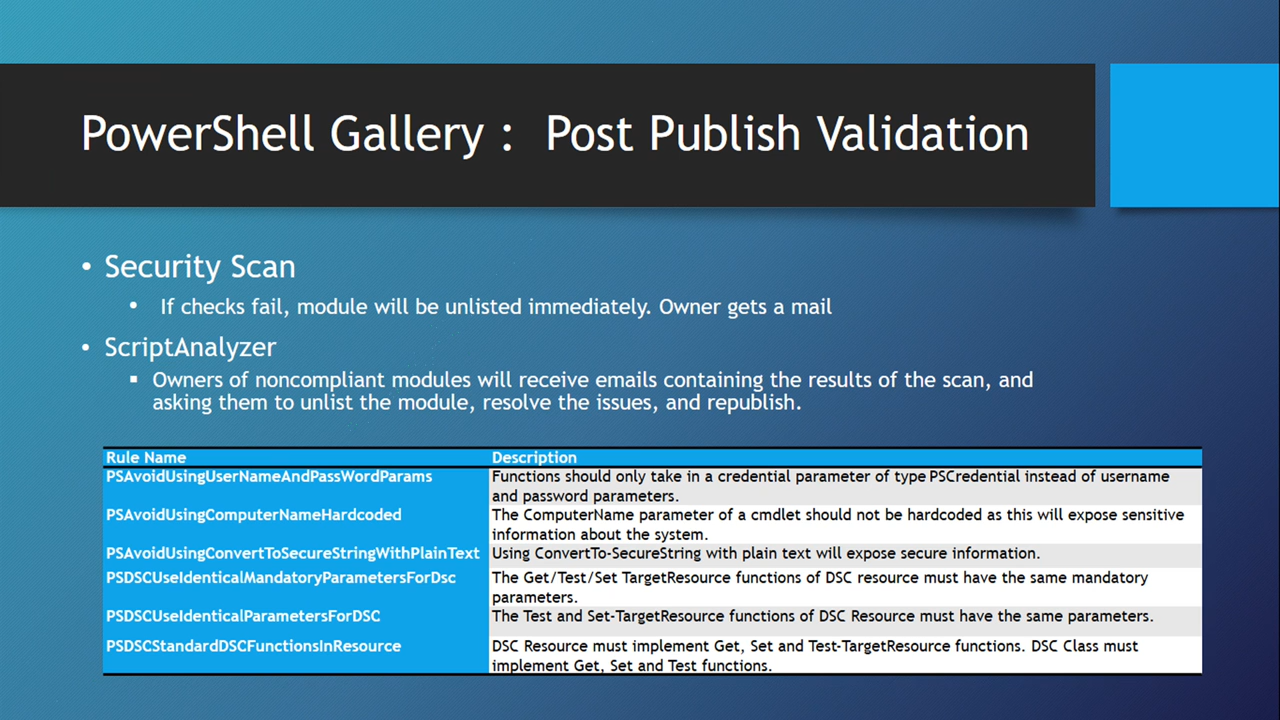 PowerShell Gallery : Post Publish Validation
• Security Scan
• If checks fail, module will be unlisted immediately. Owner gets a mail
• ScriptAnalyzer
▪ Owners of noncompliant modules will receive emails containing the results of the scan, and
asking them to unlist the module, resolve the issues, and republish.
Rule Name Description
PSAvoidUsingUserNameAndPassWordParams Functions should only take in a credential parameter of type PSCredential instead of username
and password parameters.
PSAvoidUsingComputerNameHardcoded The ComputerName parameter of a cmdlet should not be hardcoded as this will expose sensitive
information about the system.
PSAvoidUsingConvertToSecureStringWithPlainText Using ConvertTo-SecureString with plain text will expose secure information.
PSDSCUseIdenticalMandatoryParametersForDsc The Get/Test/Set TargetResource functions of DSC resource must have the same mandatory
parameters.
PSDSCUseIdenticalParametersForDSC The Test and Set-TargetResource functions of DSC Resource must have the same parameters.
PSDSCStandardDSCFunctionsInResource DSC Resource must implement Get, Set and Test-TargetResource functions. DSC Class must
implement Get, Set and Test functions.